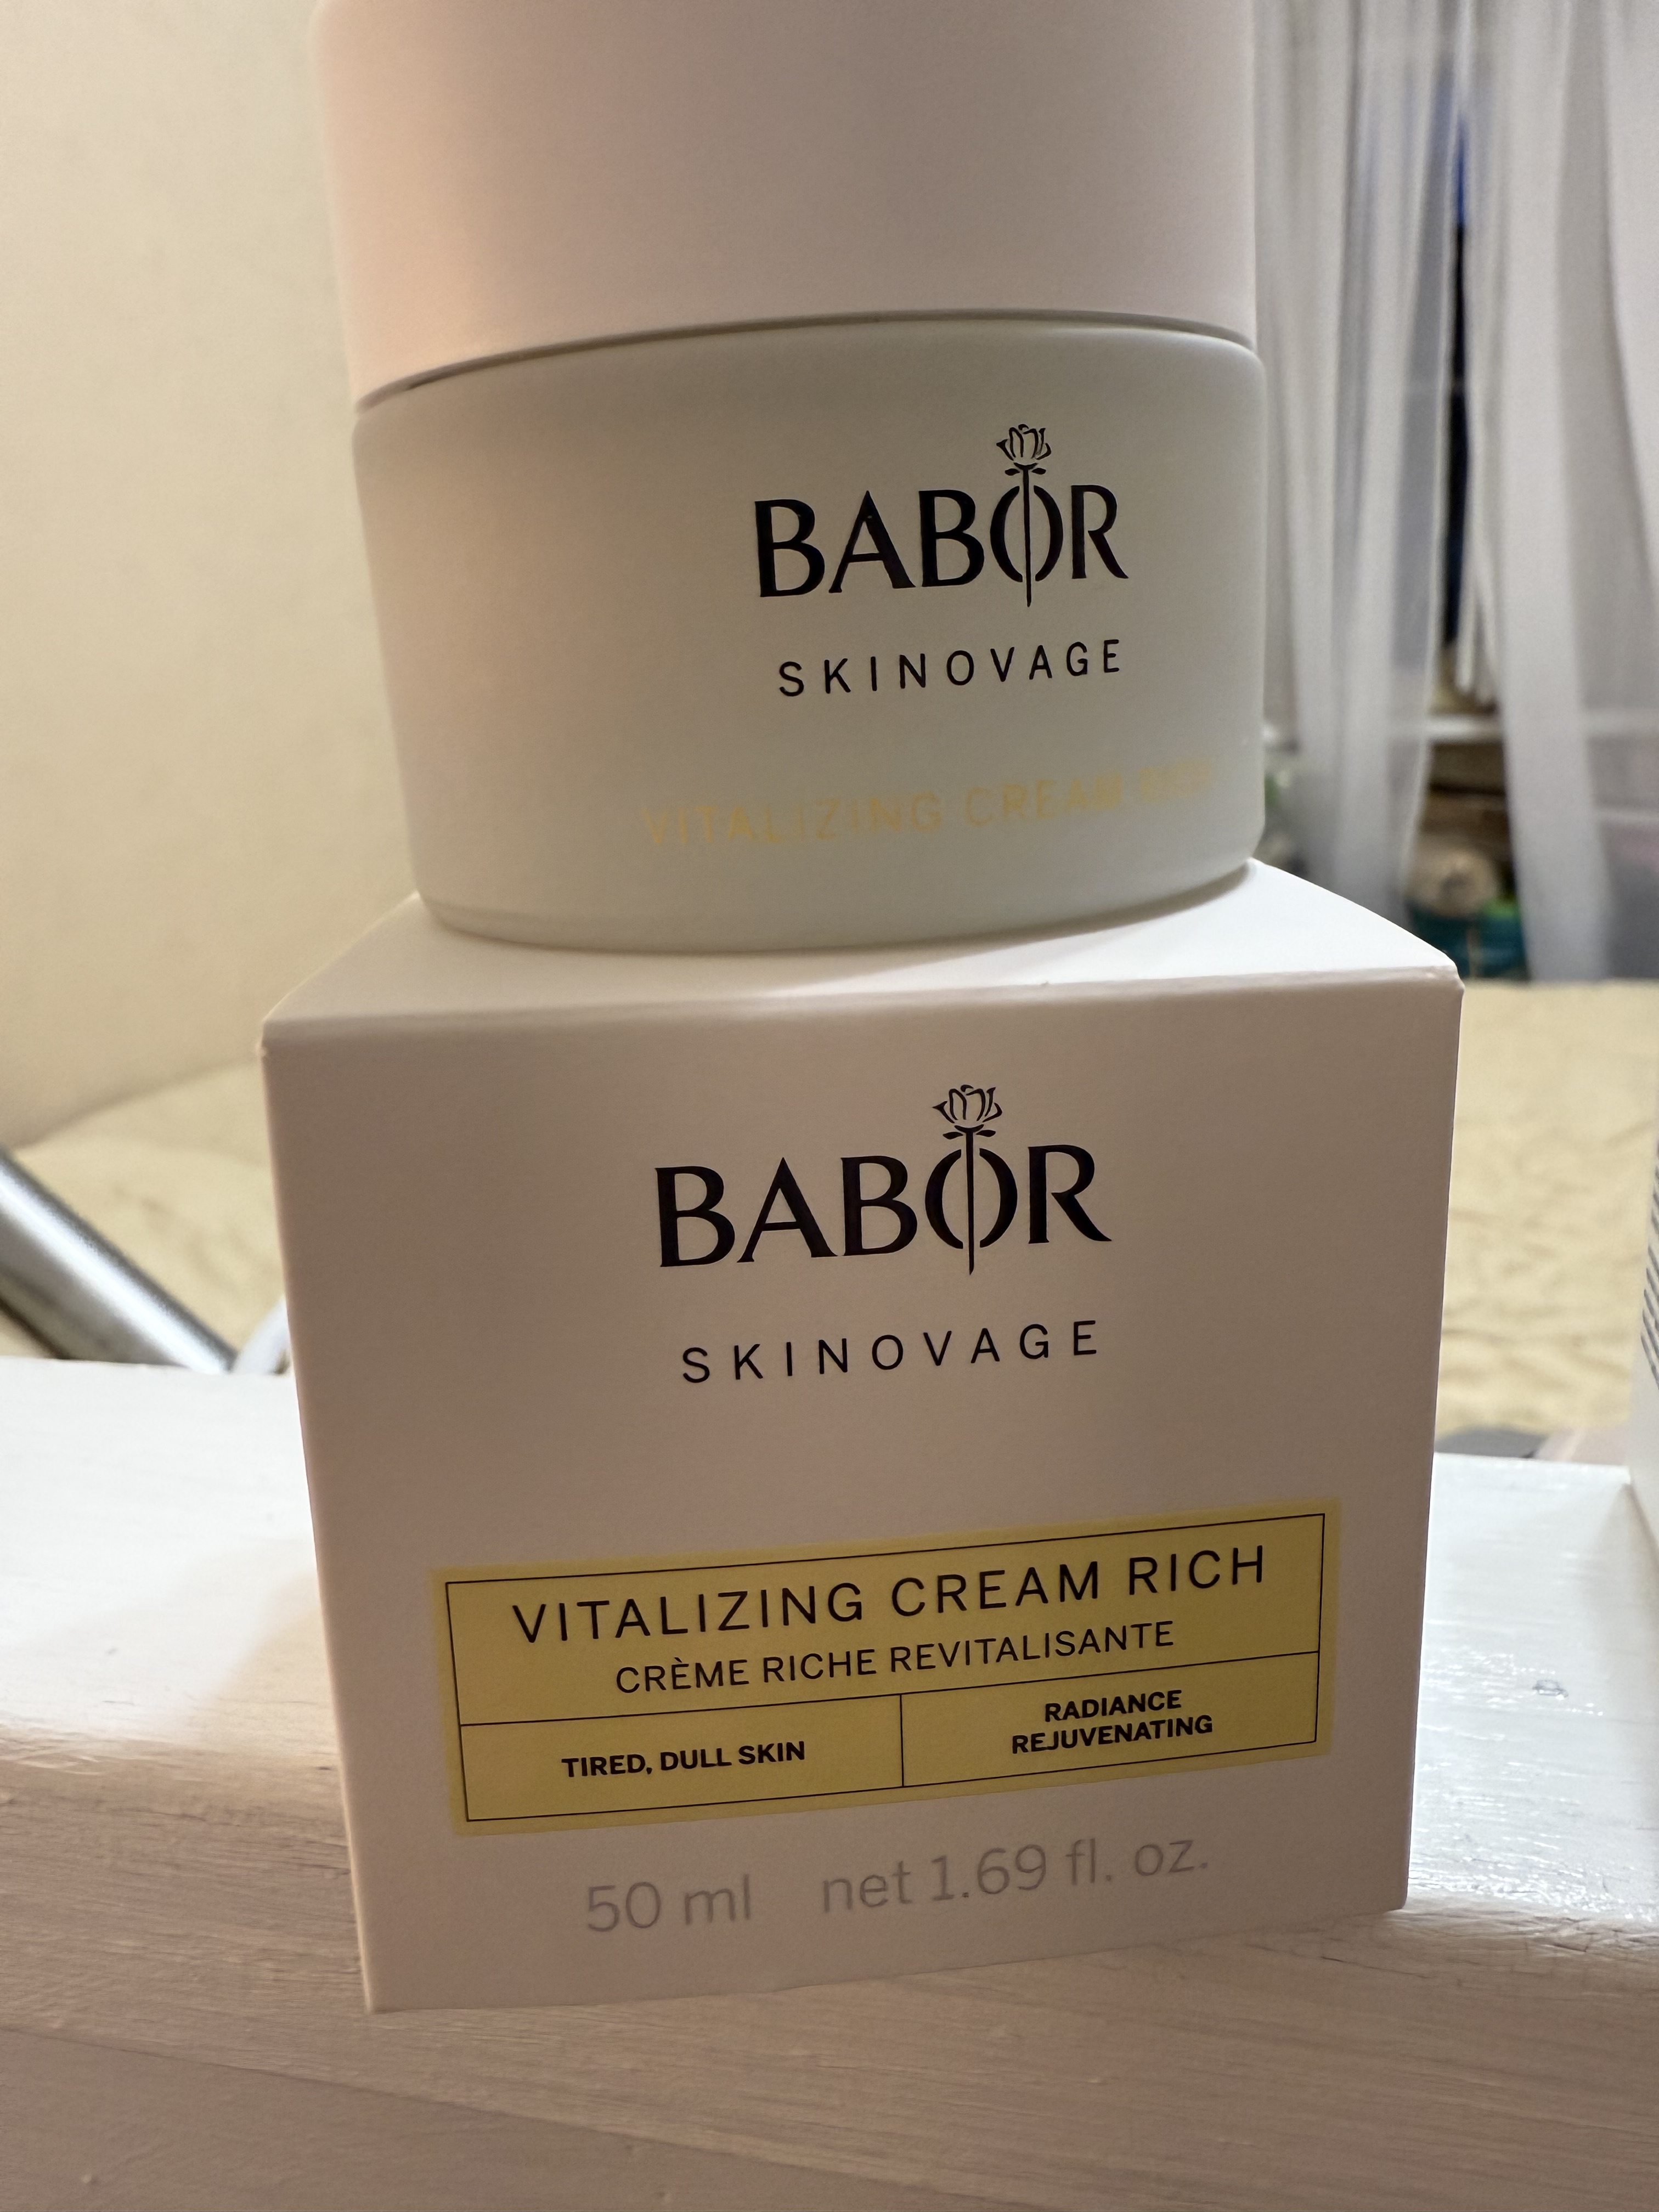 BABOR
SKINOVAGE
VITALIZING CREAM RICH
BABOR
SKINOVAGE
VITALIZING CREAM RICH
CRÈME RICHE REVITALISANTE
TIRED, DULL SKIN
RADIANCE
REJUVENATING
50 ml net 1.69 fl. oz.